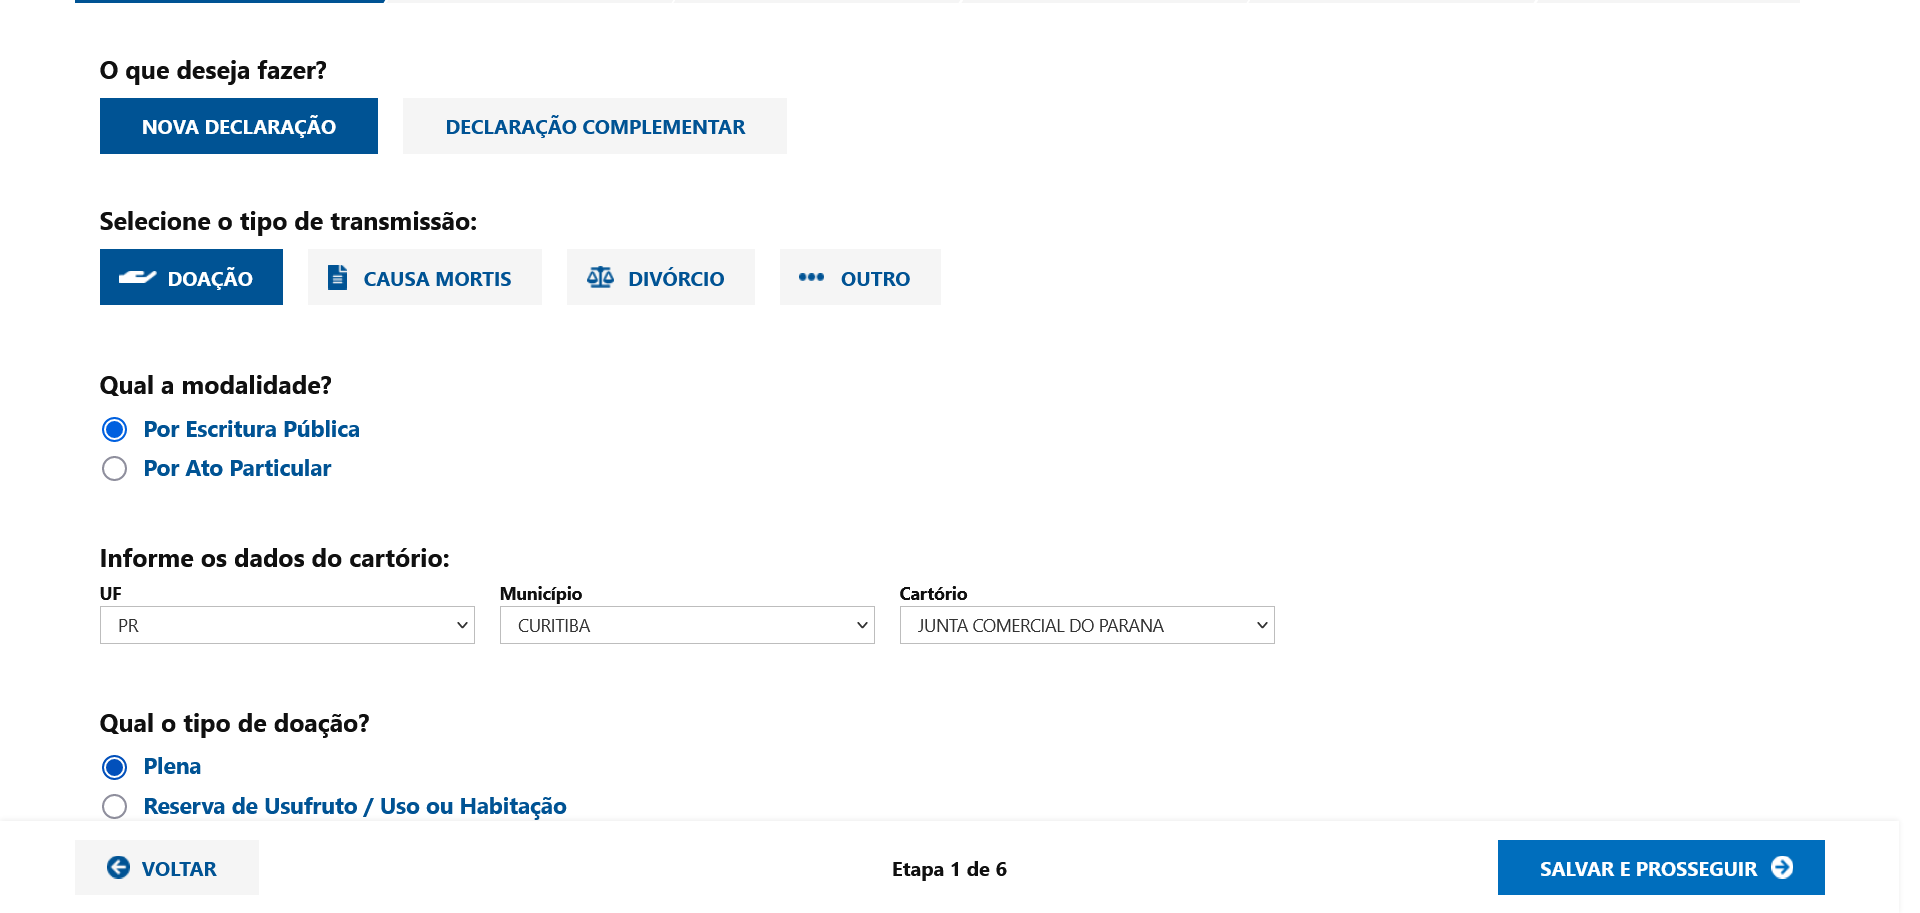 O que deseja fazer?
NOVA DECLARAÇÃO DECLARAÇÃO COMPLEMENTAR
Selecione o tipo de transmissão:
DOAÇÃO CAUSA MORTIS DIVÓRCIO OUTRO
Qual a modalidade?
Por Escritura Pública
Por Ato Particular
Informe os dados do cartório:
UF Município Cartório
PR CURITIBA JUNTA COMERCIAL DO PARANA
Qual o tipo de doação?
Plena
Reserva de Usufruto / Uso ou Habitação
VOLTAR Etapa 1 de 6 SALVAR E PROSSEGUIR